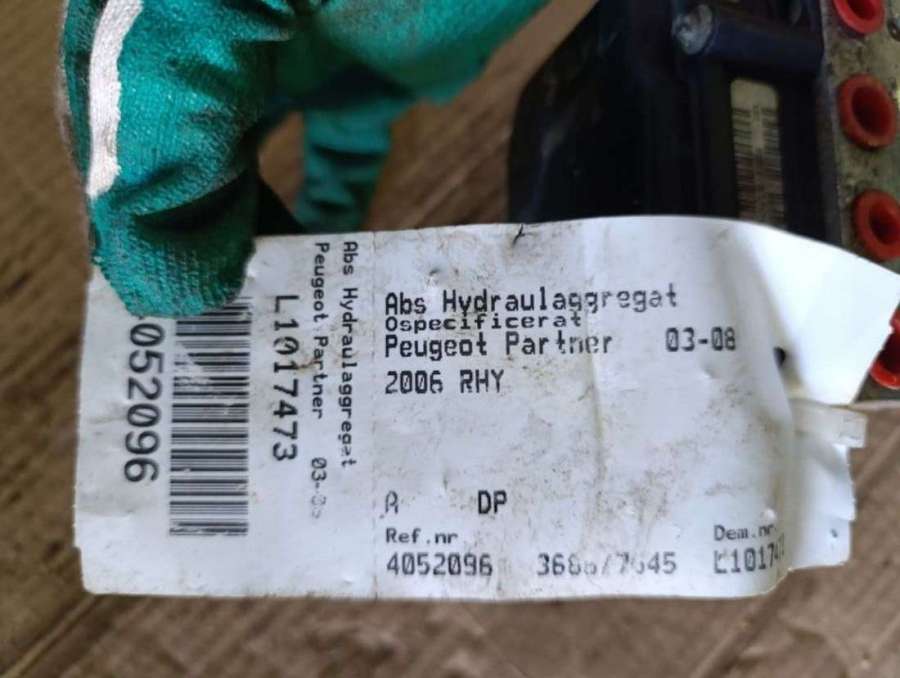 4052096
L1017473
Peugeot Partner
Abs Hydraulaggregat
Abs Hydraulaggregat
Ospecificerat
Peugeot Partner 03-08
2006 RHY
A DP
Ref.nr Dem.nr
4052096